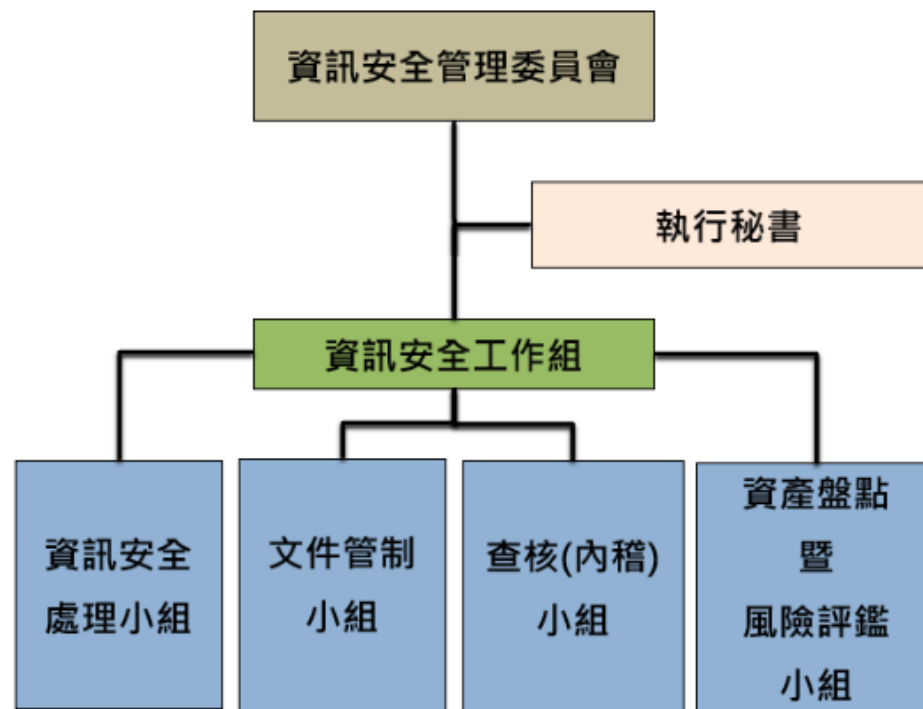 資訊安全管理委員會
執行秘書
資訊安全工作組
資訊安全
處理小組
文件管制
小組
查核(內稽)
小組
資產盤點
暨
風險評鑑
小組